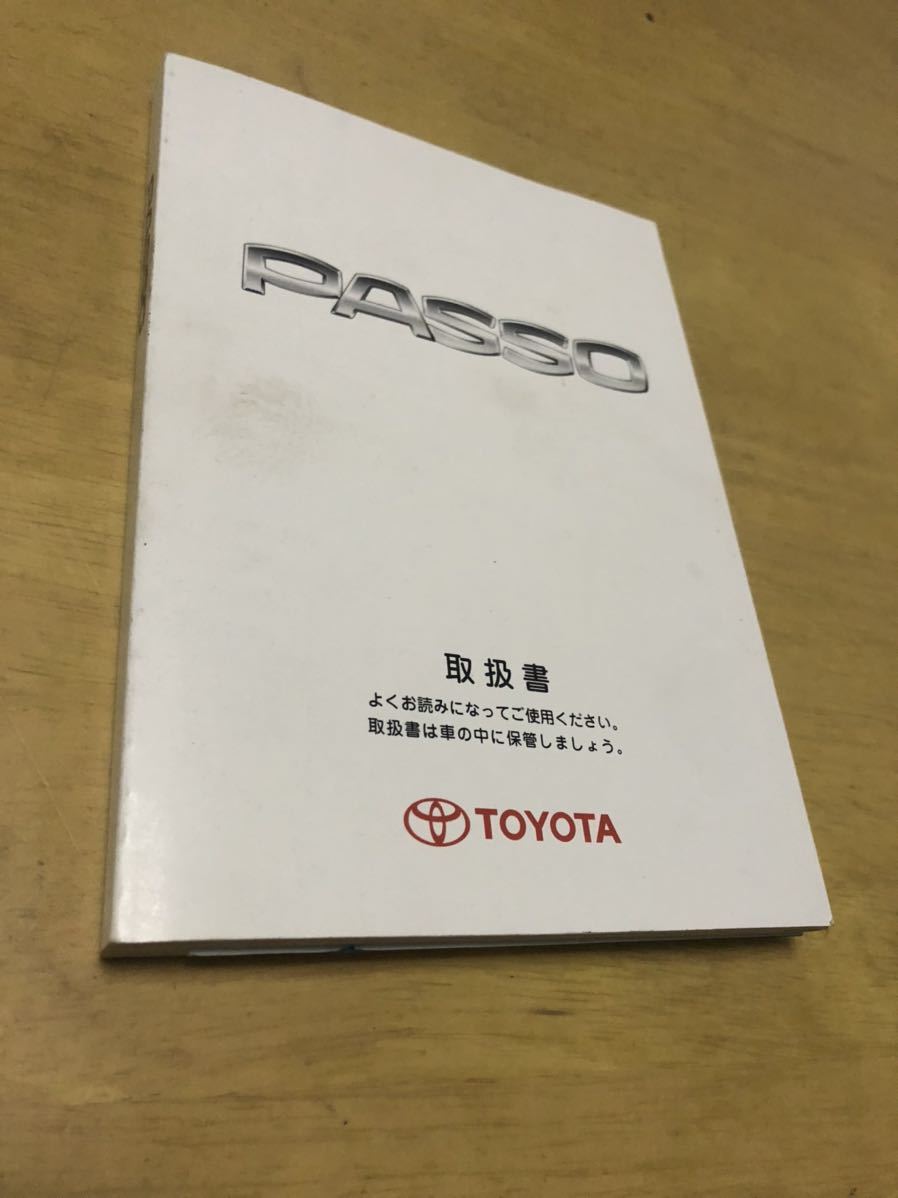 PASSO
取扱書
よくお読みになってご使用ください。
取扱書は車の中に保管しましょう。
TOYOTA